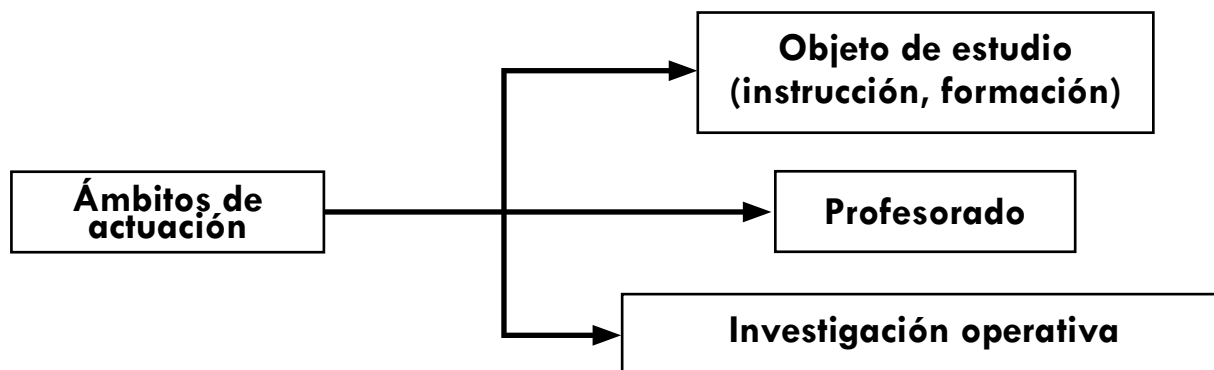 Objeto de estudio
(instrucción, formación)
Ámbitos de
actuación
Profesorado
Investigación operativa